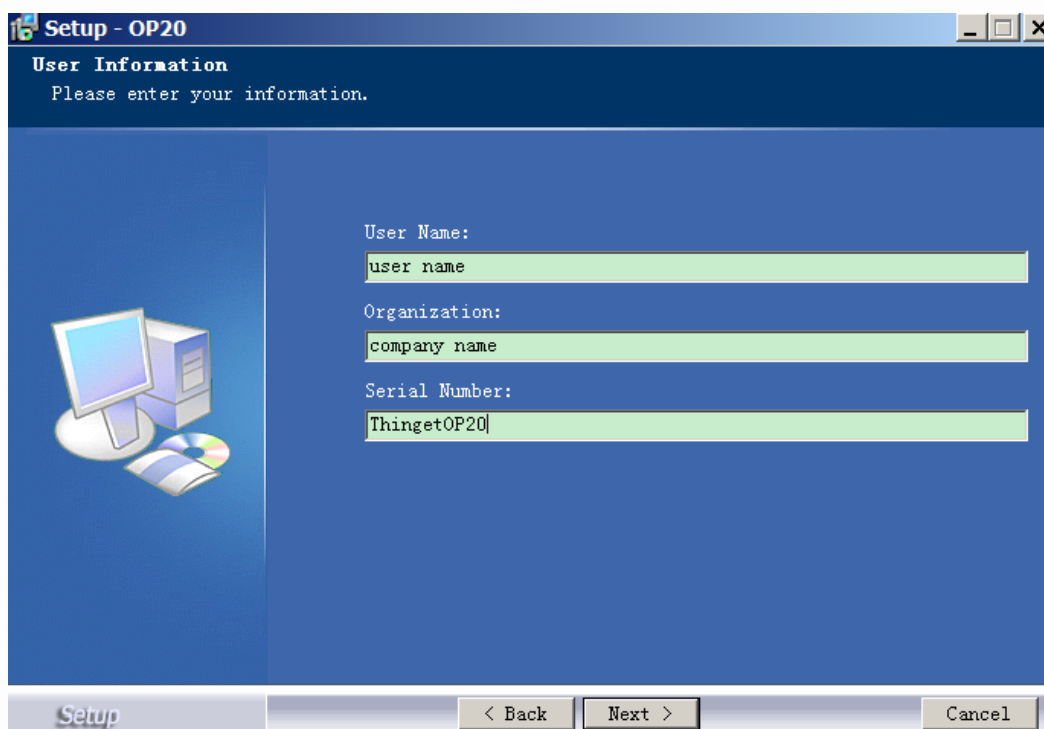 Setup - OP20
User Information
Please enter your information.
User Name:
user name
Organization:
company name
Serial Number:
ThingetOP20
Setup
< Back
Next >
Cancel